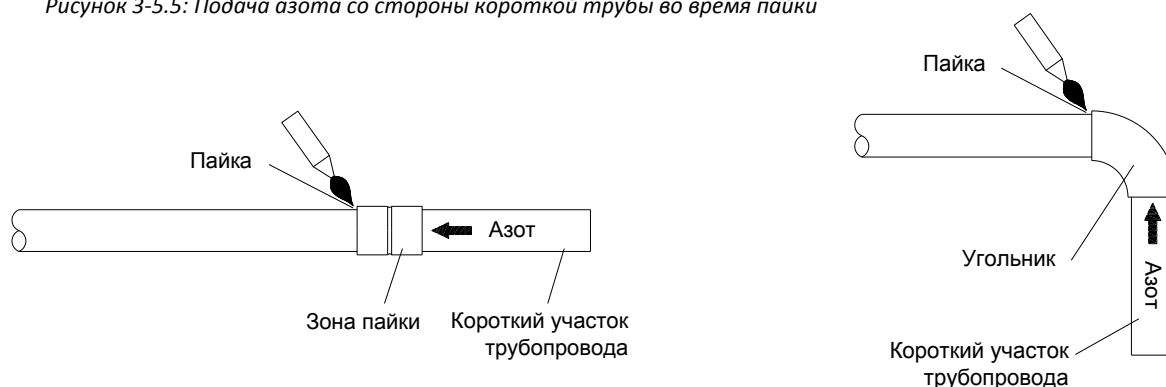 Рисунок 3-5.5: Подача азота со стороны короткой трубы во время пайки
Пайка
Азот
Зона пайки
Короткий участок
трубопровода
Пайка
Угольник
Азот
Короткий участок
трубопровода